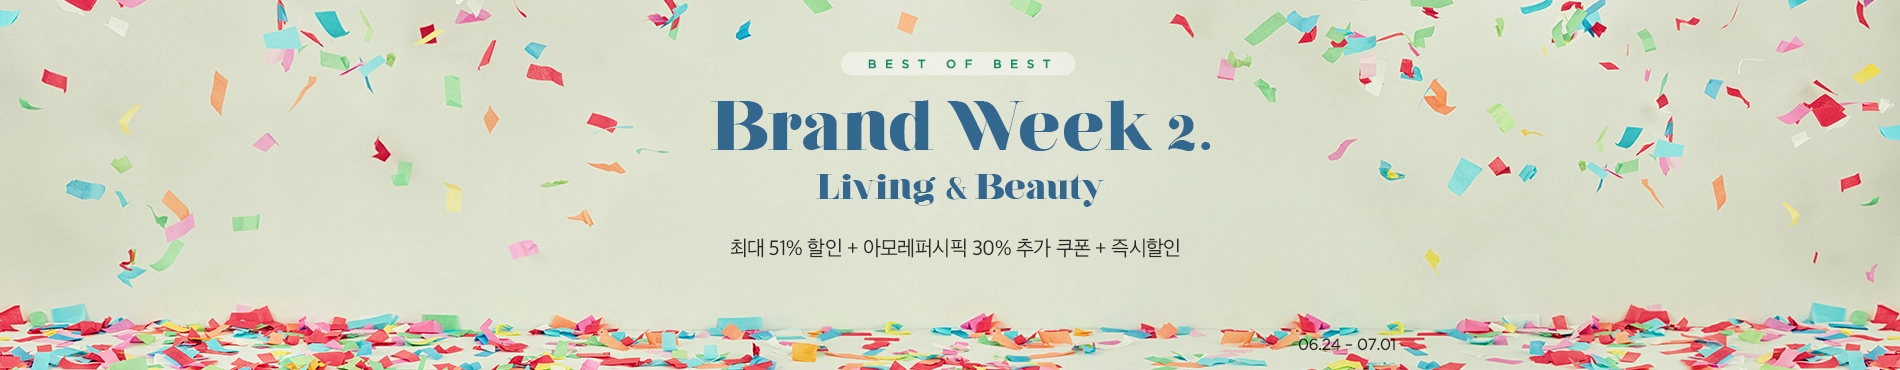 BEST OF BEST
Brand Week 2.
Living & Beauty
최대 51% 할인 + 아모레퍼시픽 30% 추가 쿠폰 + 즉시할인
06.24 - 07.01